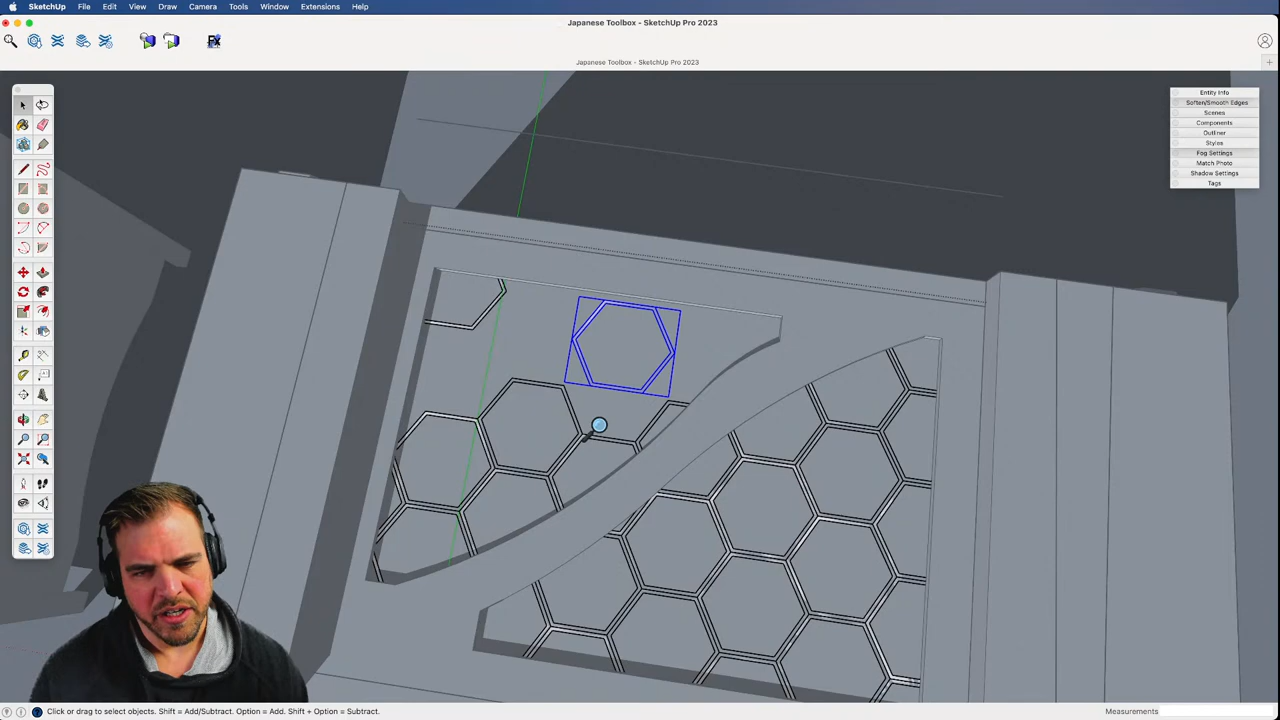 SketchUp File Edit View Draw Camera Tools Window Extensions Help
Japanese Toolbox - SketchUp Pro 2023
Japanese Toolbox - SketchUp Pro 2023
Entity Info
Soften/Smooth Edges
Scenes
Components
Outliner
Styles
Fog Settings
Match Photo
Shadow Settings
Tags
Click or drag to select objects. Shift = Add/Subtract. Option = Add. Shift + Option = Subtract.
Measurements